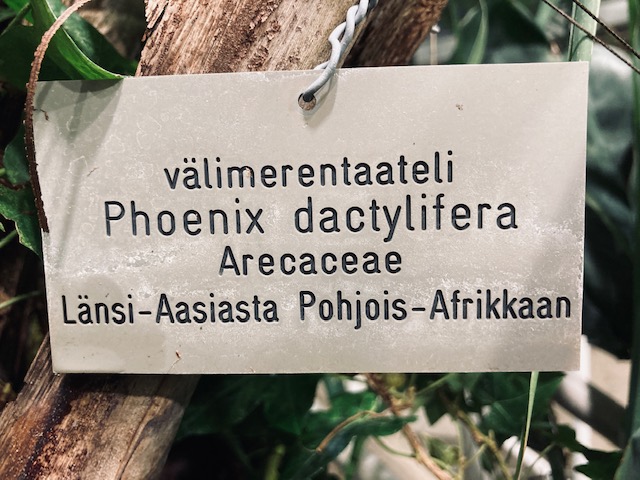 välimerentaateli
Phoenix dactylifera
Arecaceae
Länsi-Aasiasta Pohjois-Afrikkaan